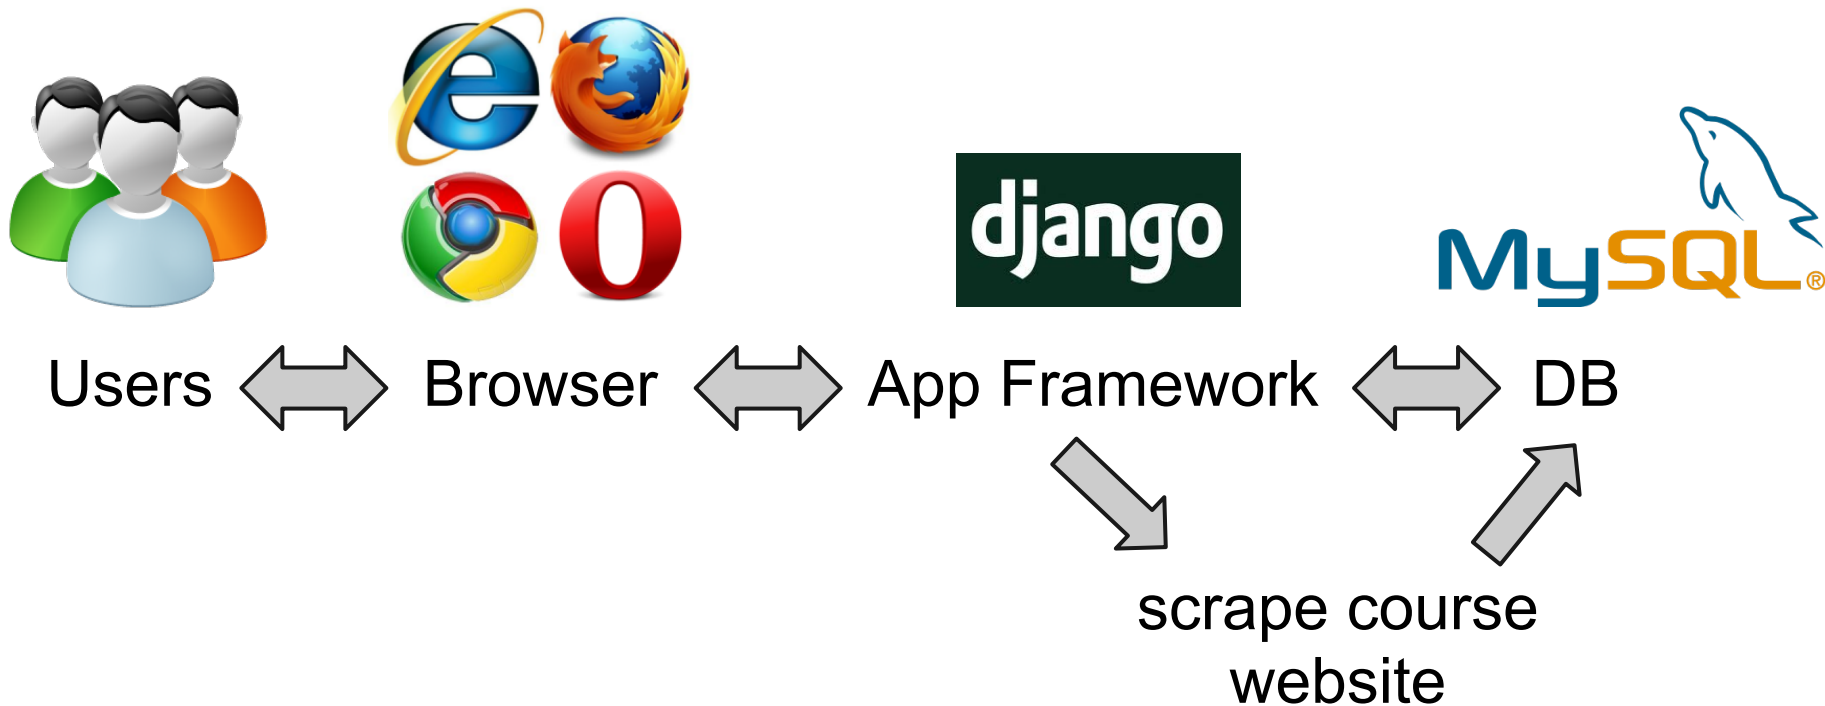 django
MySQL®
Users
Browser
App Framework
DB
scrape course
website